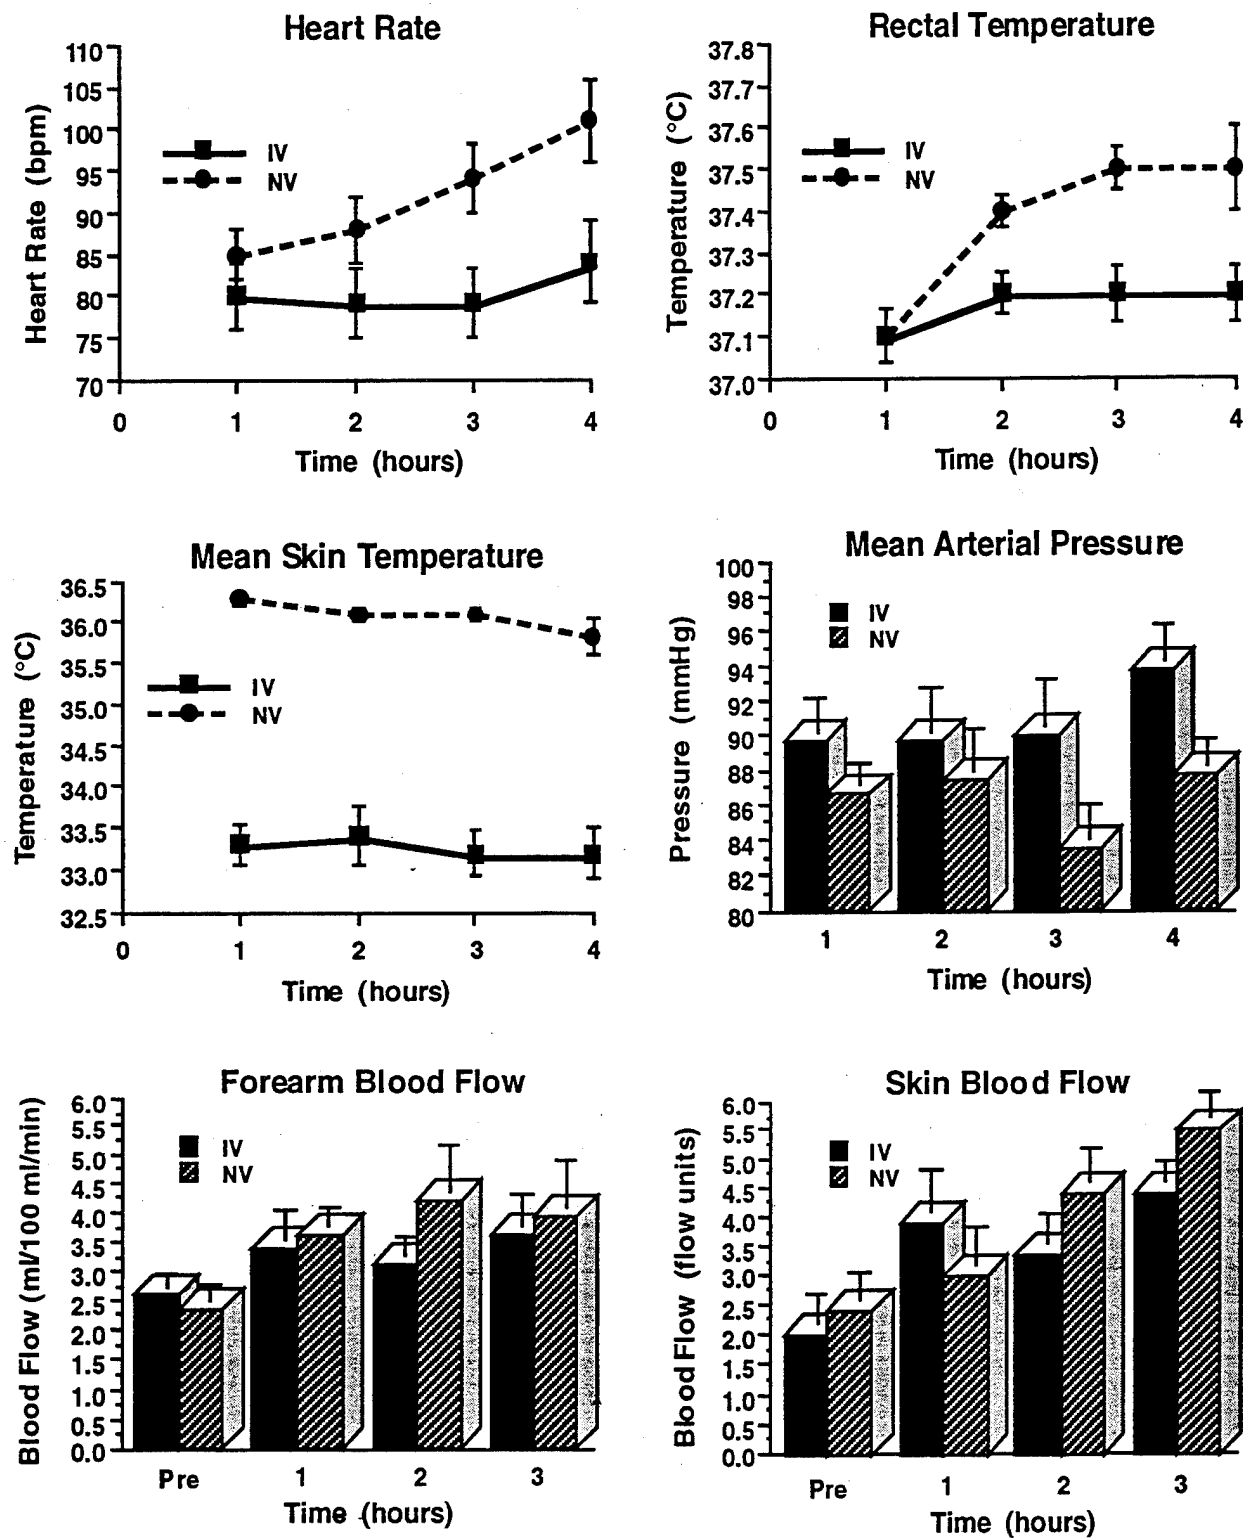 Heart Rate
Heart Rate (bpm)
110
105
100
95
90
85
80
75
70
IV
NV
0 1 2 3 4
Time (hours)
Rectal Temperature
Temperature (°C)
37.8
37.7
37.6
37.5
37.4
37.3
37.2
37.1
37.0
IV
NV
0 1 2 3 4
Time (hours)
Mean Skin Temperature
Temperature (°C)
36.5
36.0
35.5
35.0
34.5
34.0
33.5
33.0
32.5
IV
NV
0 1 2 3 4
Time (hours)
Mean Arterial Pressure
Pressure (mmHg)
100
98
96
94
92
90
88
86
84
82
80
IV
NV
1 2 3 4
Time (hours)
Forearm Blood Flow
Blood Flow (ml/100 ml/min)
6.0
5.5
5.0
4.5
4.0
3.5
3.0
2.5
2.0
1.5
1.0
0.5
0.0
IV
NV
Pre 1 2 3
Time (hours)
Skin Blood Flow
Blood Flow (flow units)
6.0
5.5
5.0
4.5
4.0
3.5
3.0
2.5
2.0
1.5
1.0
0.5
0.0
IV
NV
Pre 1 2 3
Time (hours)